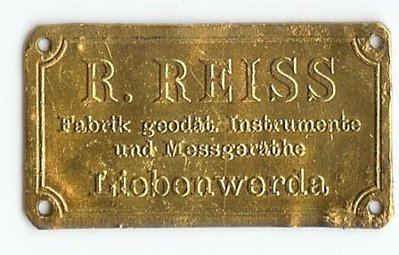 R. REISS
Fabrik geodät. Instrumente
und Messgeräthe
Liebenwerda